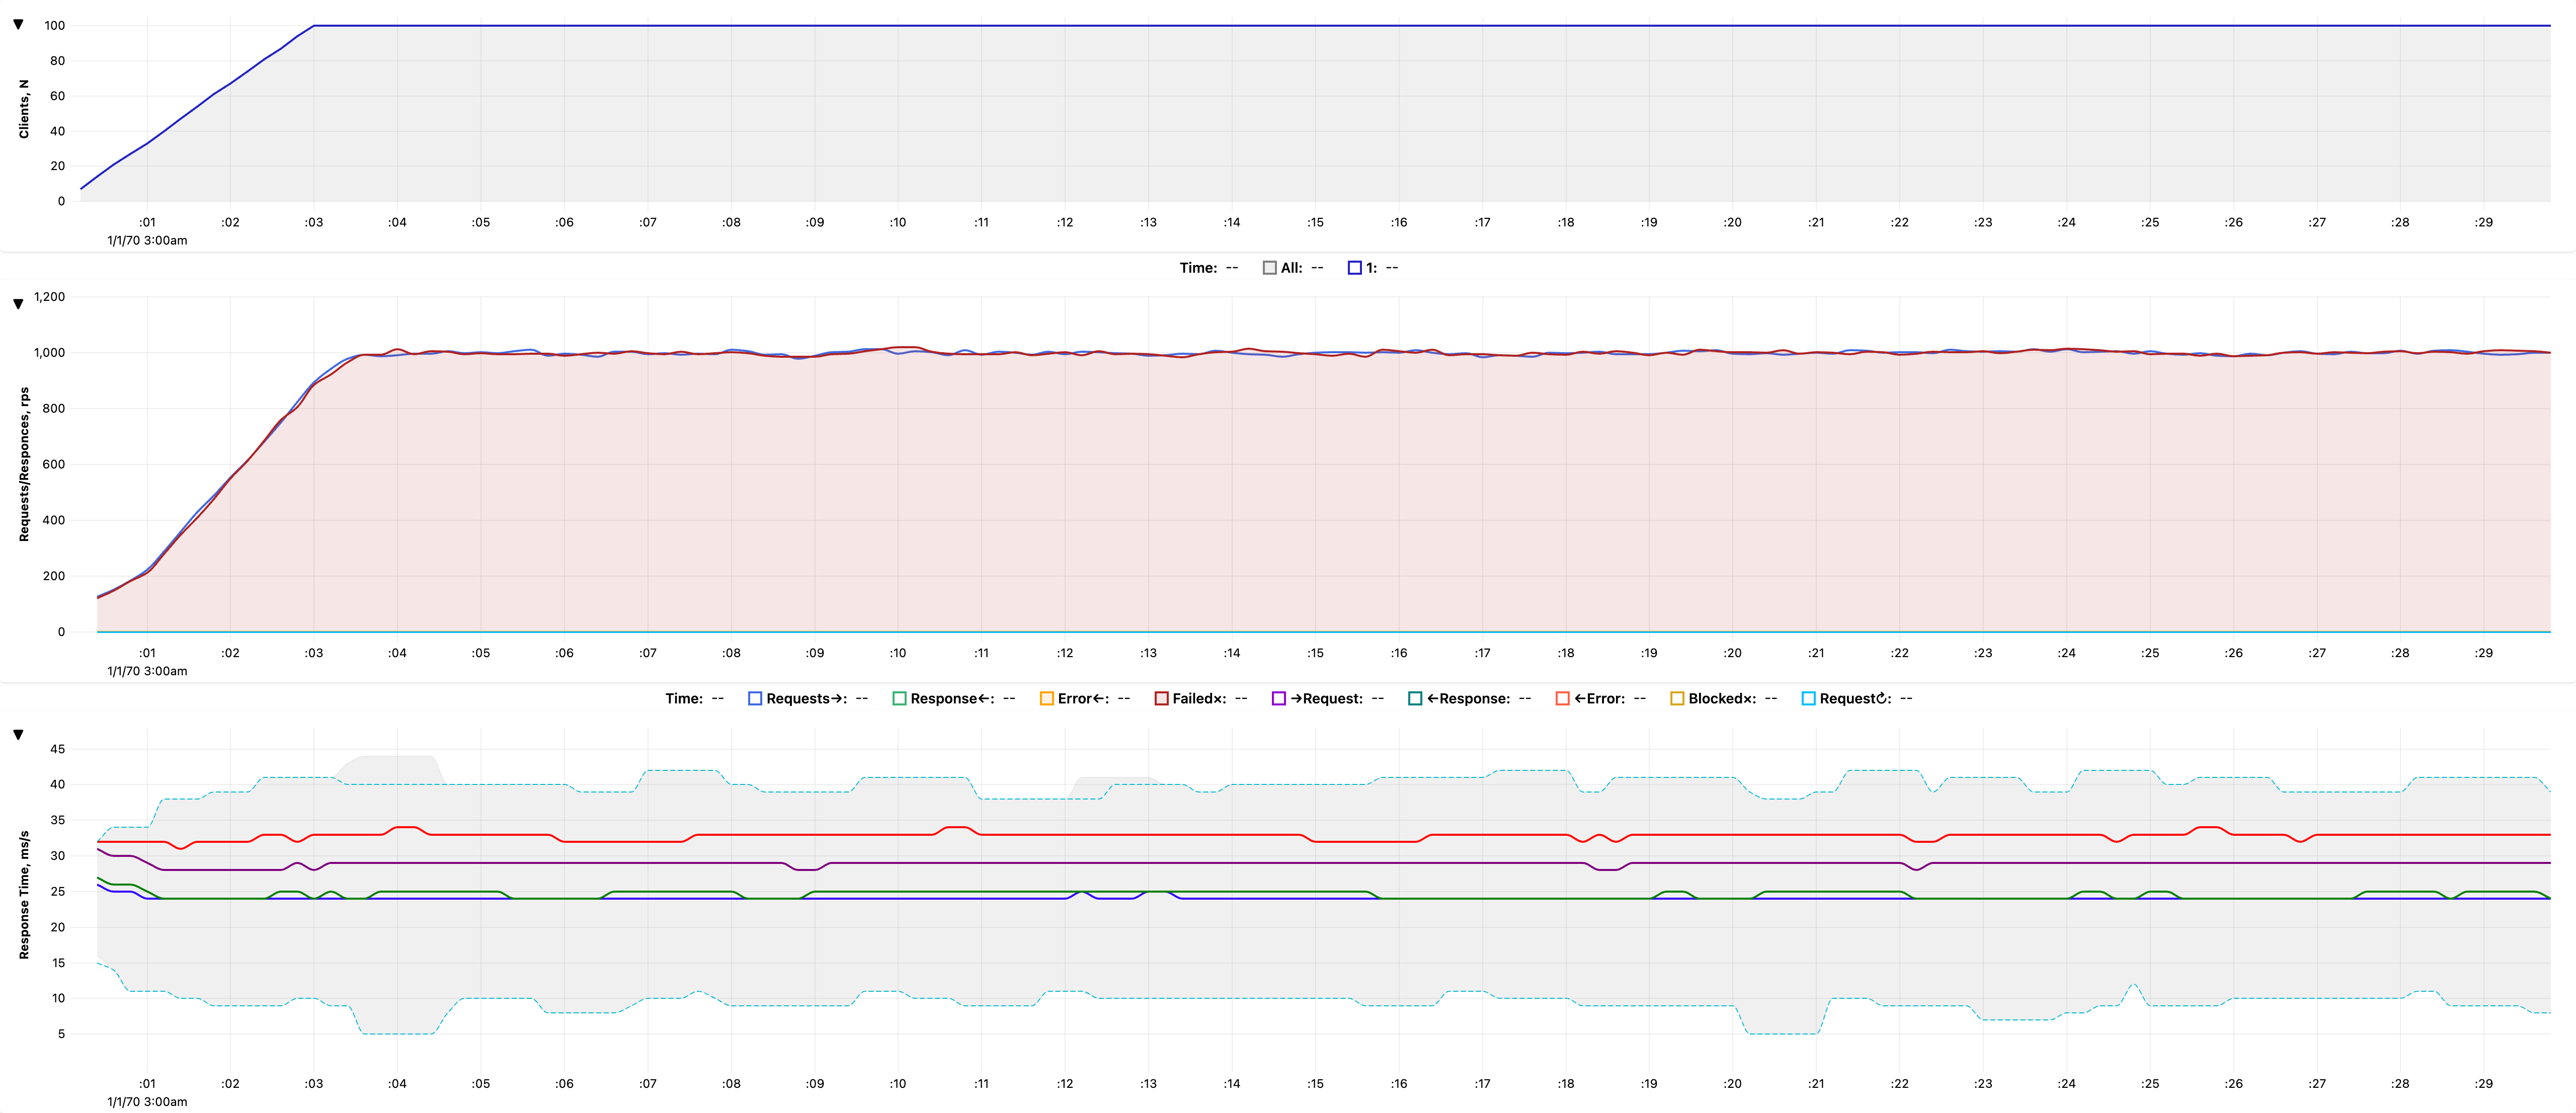 ▼
Clients, N
100
80
60
40
20
0
:01 :02 :03 :04 :05 :06 :07 :08 :09 :10 :11 :12 :13 :14 :15 :16 :17 :18 :19 :20 :21 :22 :23 :24 :25 :26 :27 :28 :29
1/1/70 3:00am
Time: -- All: -- 1: --
▼
Requests/Responces, rps
1,200
1,000
800
600
400
200
0
:01 :02 :03 :04 :05 :06 :07 :08 :09 :10 :11 :12 :13 :14 :15 :16 :17 :18 :19 :20 :21 :22 :23 :24 :25 :26 :27 :28 :29
1/1/70 3:00am
Time: -- Requests→: -- Response←: -- Error←: -- Failed×: -- →Request: -- ←Response: -- ←Error: -- Blocked×: -- Request↻: --
▼
Response Time, ms/s
45
40
35
30
25
20
15
10
5
:01 :02 :03 :04 :05 :06 :07 :08 :09 :10 :11 :12 :13 :14 :15 :16 :17 :18 :19 :20 :21 :22 :23 :24 :25 :26 :27 :28 :29
1/1/70 3:00am